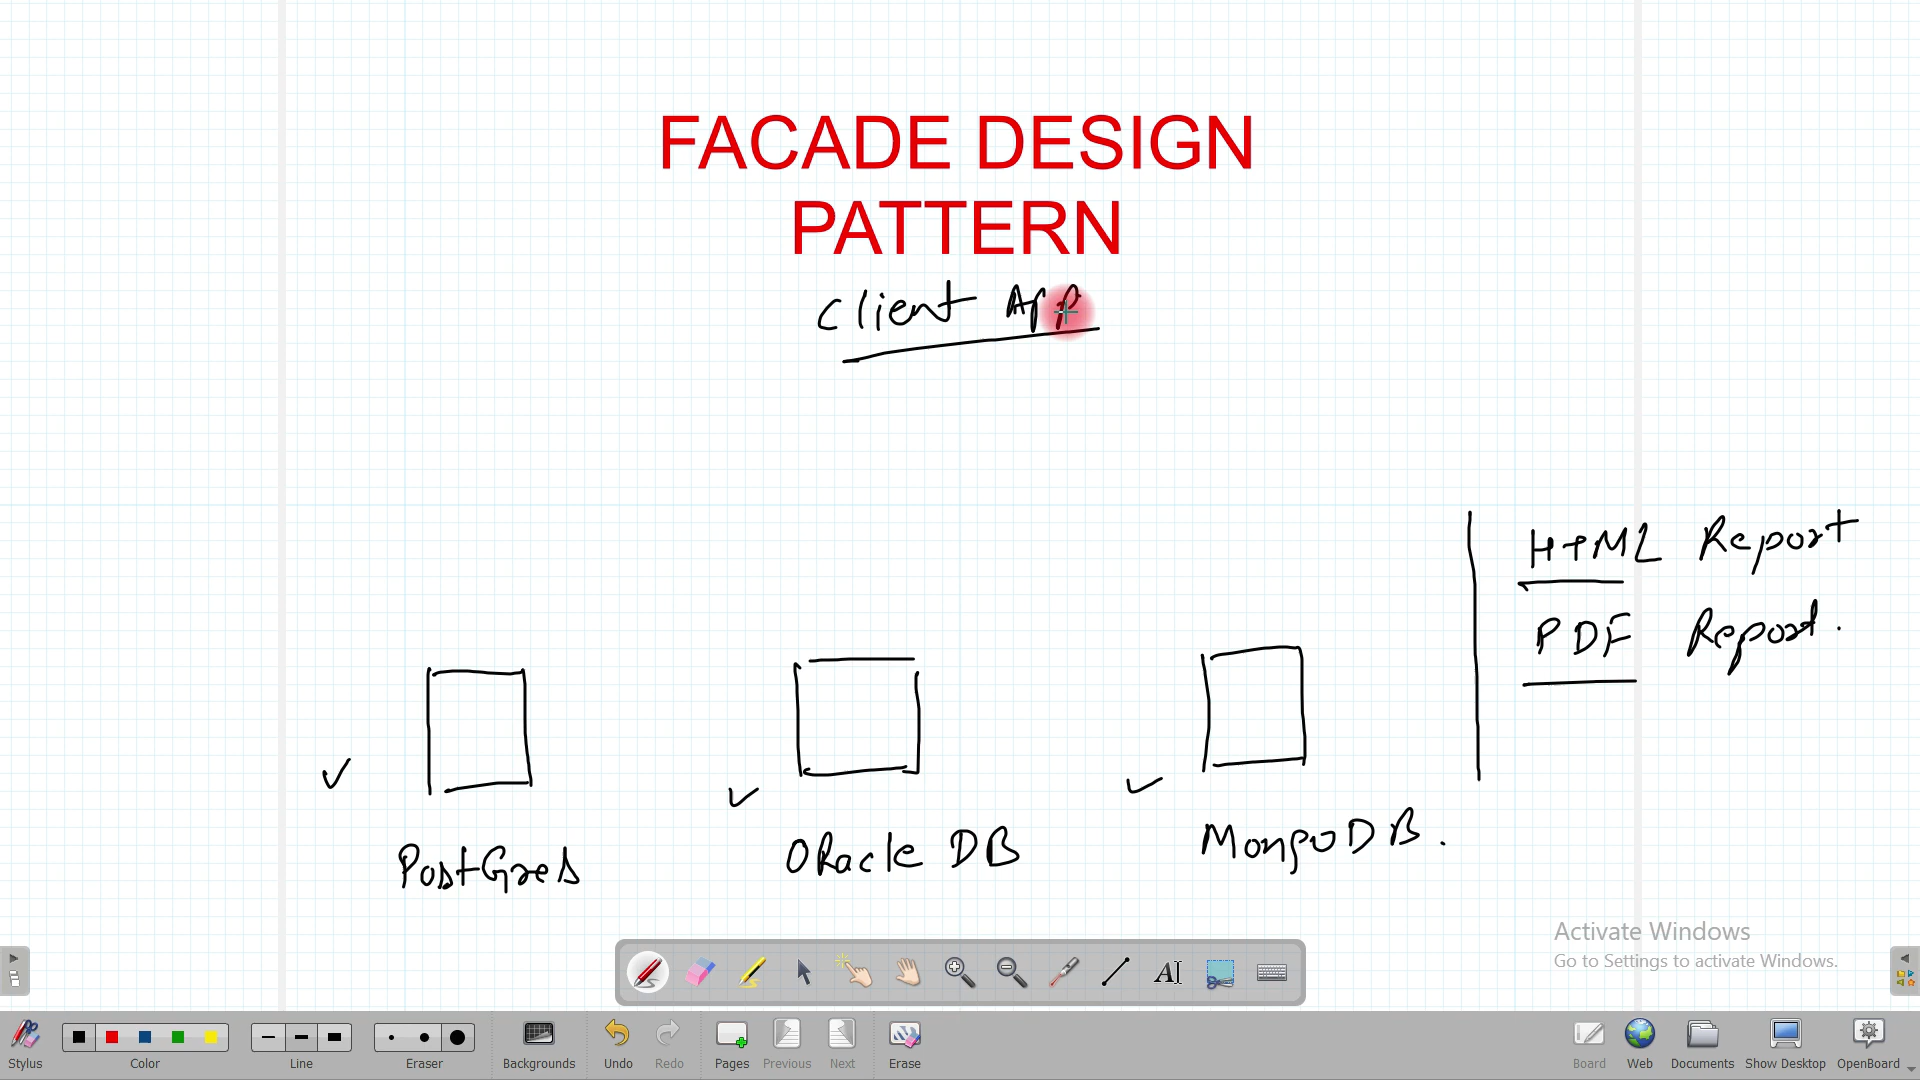 FACADE DESIGN
PATTERN
Client App
HTML Report
PDF Report.
PostGres
ORacle DB
MongoDB.
Activate Windows
Go to Settings to activate Windows.
Stylus
Color
Line
Eraser
Backgrounds
Undo
Redo
Pages
Previous
Next
Erase
Board
Web
Documents
Show Desktop
OpenBoard